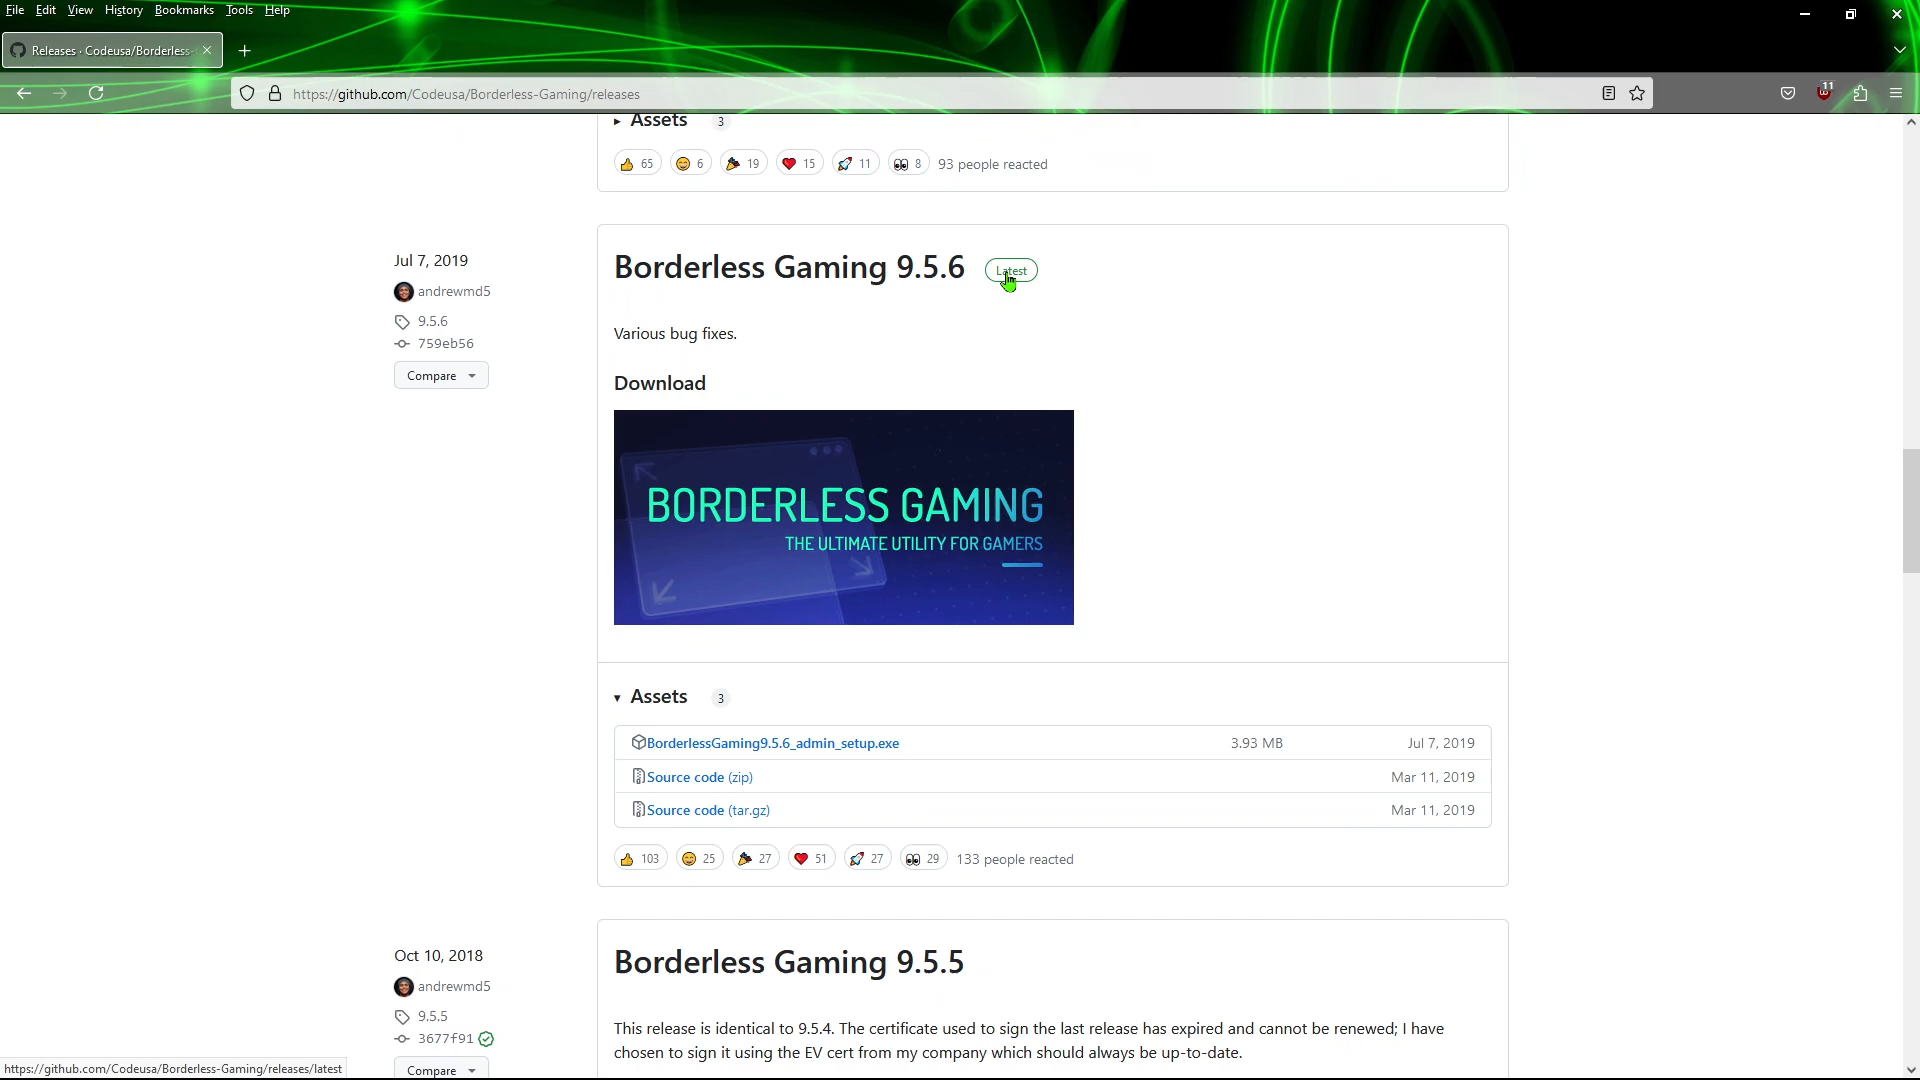 File Edit View History Bookmarks Tools Help
Releases · Codeusa/Borderless-
11
https://github.com/Codeusa/Borderless-Gaming/releases
Assets 3
65 6 19 15 11 8 93 people reacted
Jul 7, 2019
andrewmd5
9.5.6
759eb56
Compare
Borderless Gaming 9.5.6 Latest
Various bug fixes.
Download
BORDERLESS GAMING
THE ULTIMATE UTILITY FOR GAMERS
Assets 3
BorderlessGaming9.5.6_admin_setup.exe 3.93 MB Jul 7, 2019
Source code (zip) Mar 11, 2019
Source code (tar.gz) Mar 11, 2019
103 25 27 51 27 29 133 people reacted
Oct 10, 2018
andrewmd5
9.5.5
3677f91
Compare
Borderless Gaming 9.5.5
This release is identical to 9.5.4. The certificate used to sign the last release has expired and cannot be renewed; I have
chosen to sign it using the EV cert from my company which should always be up-to-date.
https://github.com/Codeusa/Borderless-Gaming/releases/latest